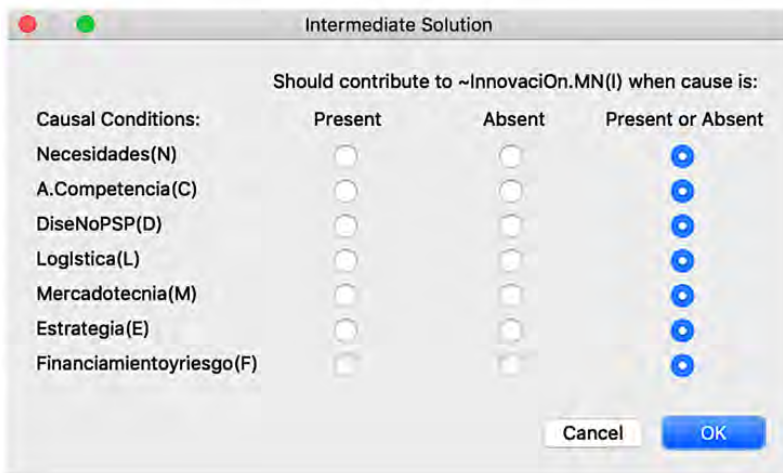 Intermediate Solution
Should contribute to ~InnovaciOn.MN(I) when cause is:
Causal Conditions: Present Absent Present or Absent
Necesidades(N)
A.Competencia(C)
DiseNoPSP(D)
LogIstica(L)
Mercadotecnia(M)
Estrategia(E)
Financiamientoyriesgo(F)
Cancel OK